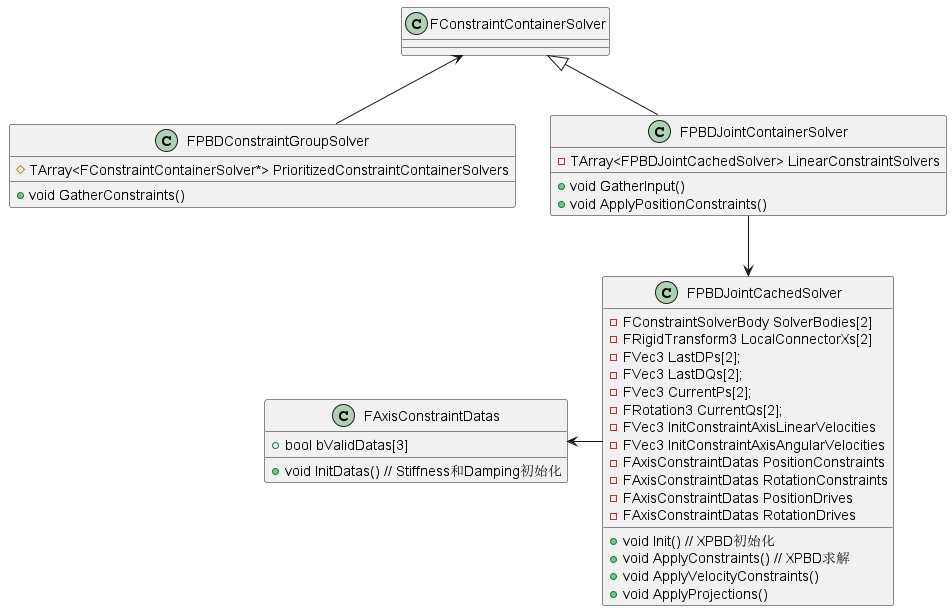 C FConstraintContainerSolver
C FPBDConstraintGroupSolver
TArray<FConstraintContainerSolver*> PrioritizedConstraintContainerSolvers
void GatherConstraints()
C FPBDJointContainerSolver
TArray<FPBDJointCachedSolver> LinearConstraintSolvers
void GatherInput()
void ApplyPositionConstraints()
C FPBDJointCachedSolver
FConstraintSolverBody SolverBodies[2]
FRigidTransform3 LocalConnectorXs[2]
FVec3 LastDPs[2];
FVec3 LastDQs[2];
FVec3 CurrentPs[2];
FRotation3 CurrentQs[2];
FVec3 InitConstraintAxisLinearVelocities
FVec3 InitConstraintAxisAngularVelocities
FAxisConstraintDatas PositionConstraints
FAxisConstraintDatas RotationConstraints
FAxisConstraintDatas PositionDrives
FAxisConstraintDatas RotationDrives
void Init() // XPBD初始化
void ApplyConstraints() // XPBD求解
void ApplyVelocityConstraints()
void ApplyProjections()
C FAxisConstraintDatas
bool bValidDatas[3]
void InitDatas() // Stiffness和Damping初始化